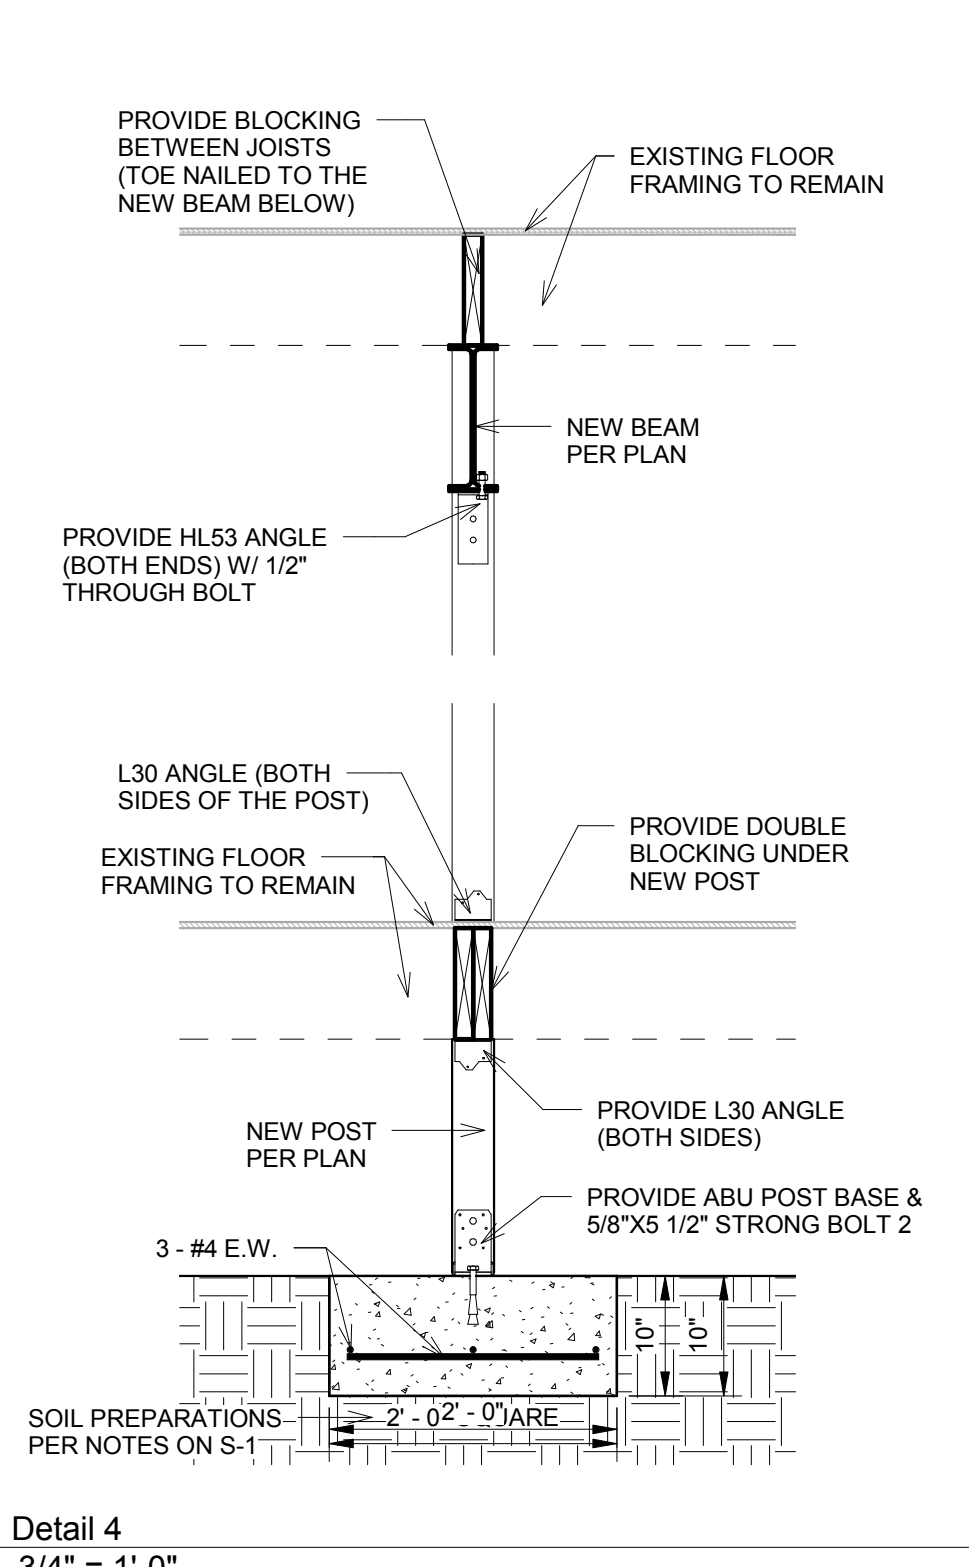 PROVIDE BLOCKING
BETWEEN JOISTS
(TOE NAILED TO THE
NEW BEAM BELOW)
EXISTING FLOOR
FRAMING TO REMAIN
NEW BEAM
PER PLAN
PROVIDE HL53 ANGLE
(BOTH ENDS) W/ 1/2"
THROUGH BOLT
L30 ANGLE (BOTH
SIDES OF THE POST)
PROVIDE DOUBLE
BLOCKING UNDER
NEW POST
EXISTING FLOOR
FRAMING TO REMAIN
PROVIDE L30 ANGLE
(BOTH SIDES)
NEW POST
PER PLAN
PROVIDE ABU POST BASE &
5/8"X5 1/2" STRONG BOLT 2
3 - #4 E.W.
10"
10"
SOIL PREPARATIONS
PER NOTES ON S-1
2' - 0"
Detail 4
3/4" = 1'-0"